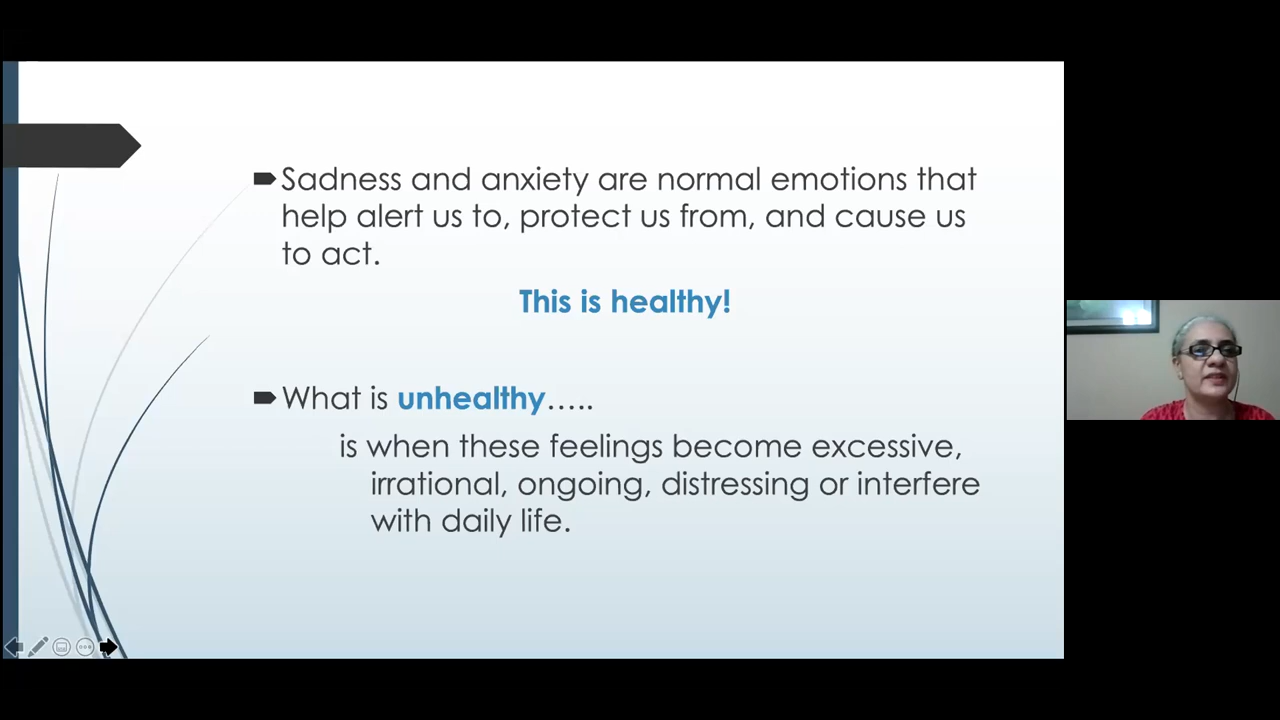 Sadness and anxiety are normal emotions that
help alert us to, protect us from, and cause us
to act.
This is healthy!
What is unhealthy…..
is when these feelings become excessive,
irrational, ongoing, distressing or interfere
with daily life.